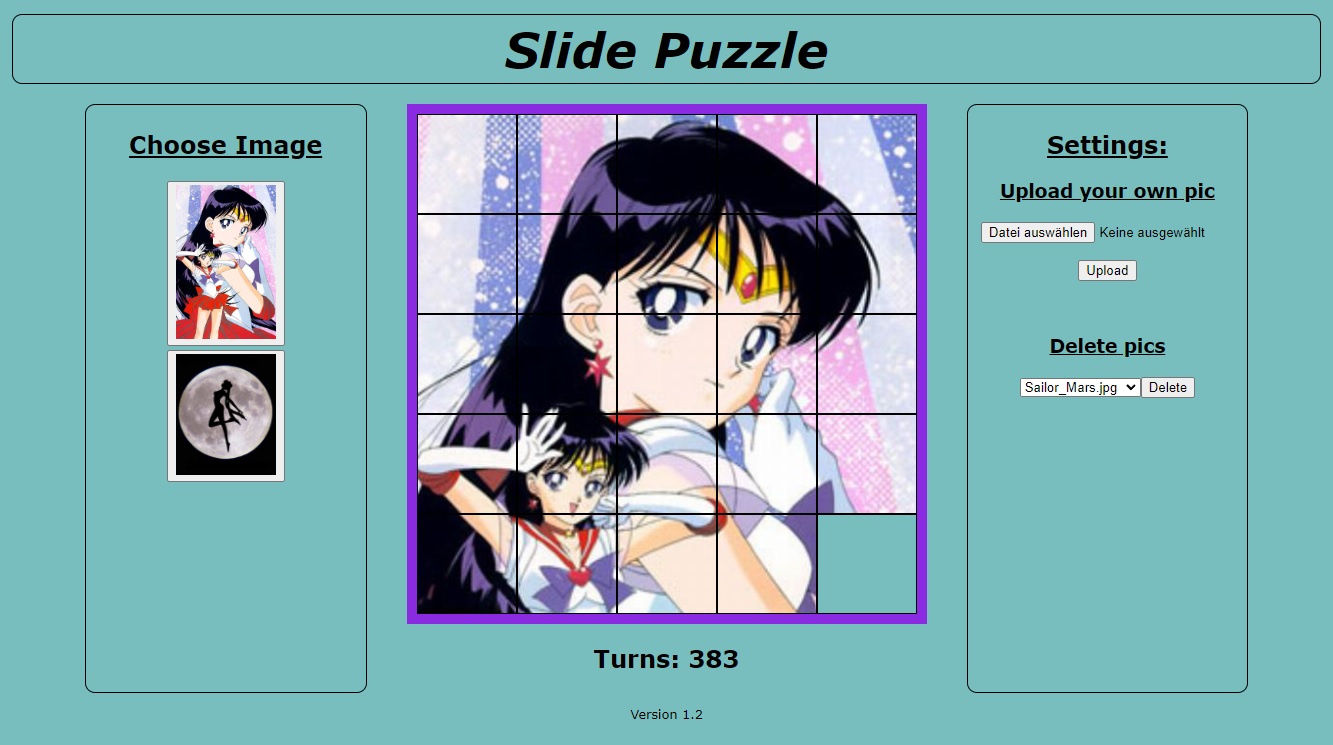 Slide Puzzle
Choose Image
Settings:
Upload your own pic
Datei auswählen Keine ausgewählt
Upload
Delete pics
Sailor_Mars.jpg Delete
Turns: 383
Version 1.2